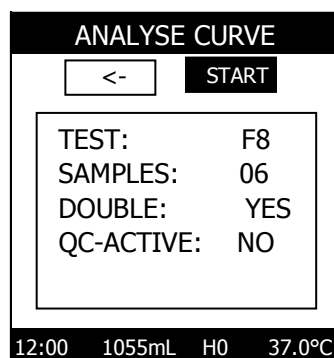 ANALYSE CURVE
<- START
TEST: F8
SAMPLES: 06
DOUBLE: YES
QC-ACTIVE: NO
12:00 1055mL H0 37.0°C